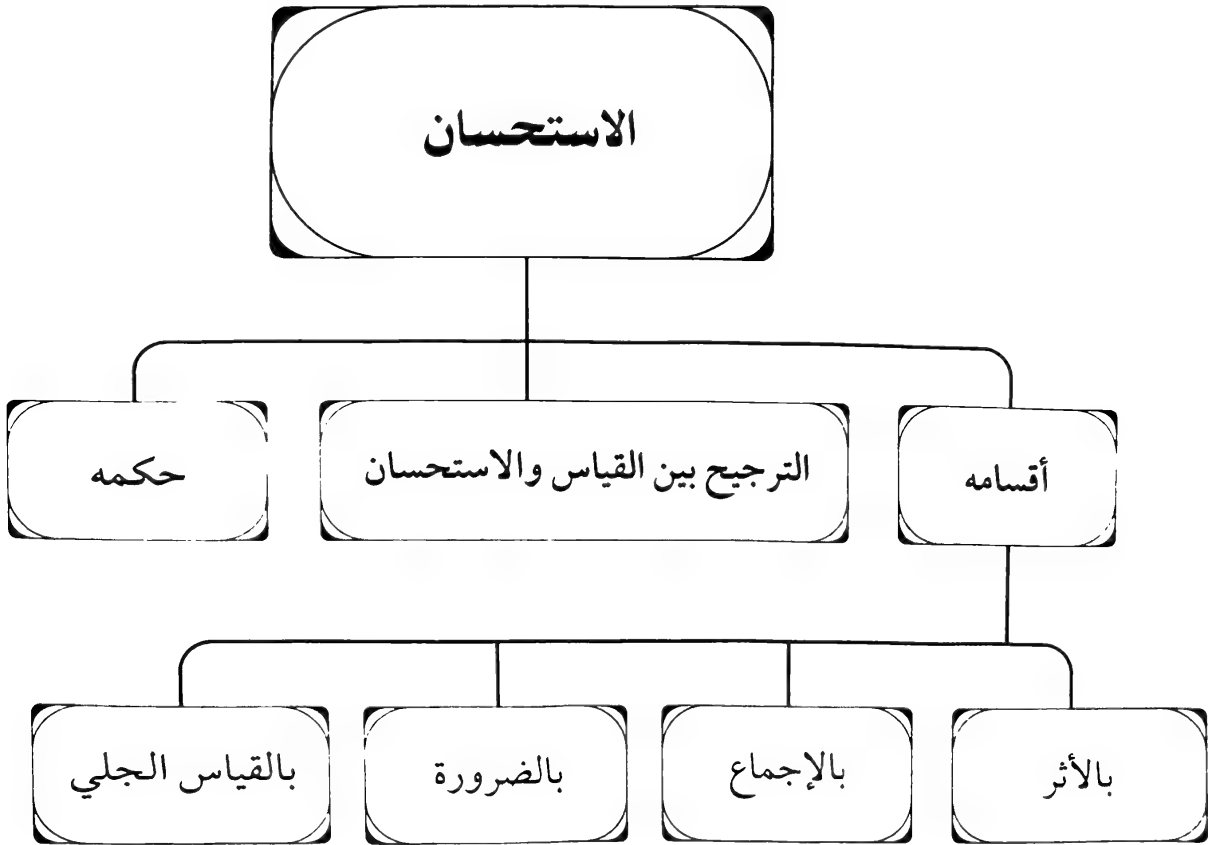 الاستحسان
أقسامه
الترجيح بين القياس والاستحسان
حكمه
بالأثر
بالإجماع
بالضرورة
بالقياس الجلي